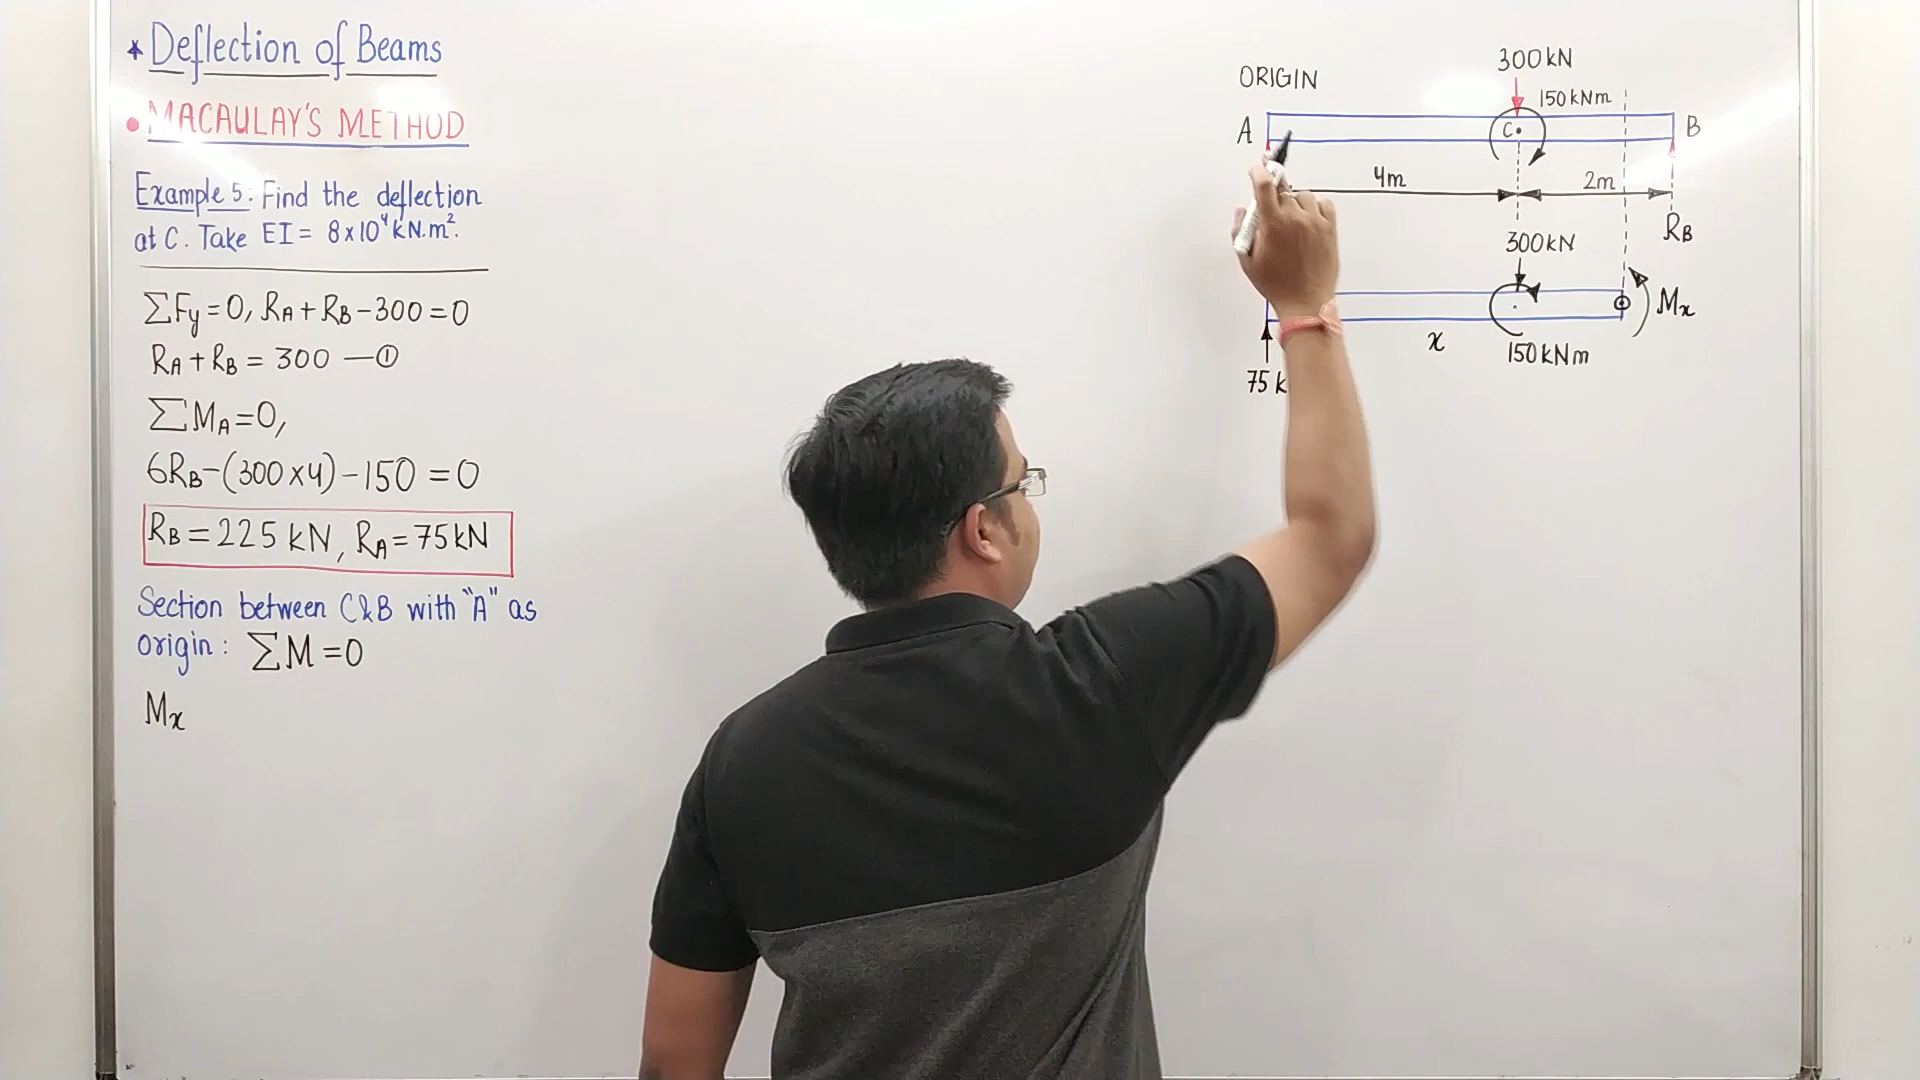 * Deflection of Beams
• MACAULAY'S METHOD
Example 5: Find the deflection
at C. Take EI = 8x10⁴ kN.m².
ΣFy=0, RA+RB-300=0
RA+RB = 300 —①
ΣMA=0,
6RB-(300x4)-150=0
RB=225 kN, RA=75kN
Section between C&B with "A" as
origin: ΣM=0
Mx
ORIGIN
300kN
150kNm
A
C
B
4m
2m
RB
300kN
Mx
x
150kNm
75 k